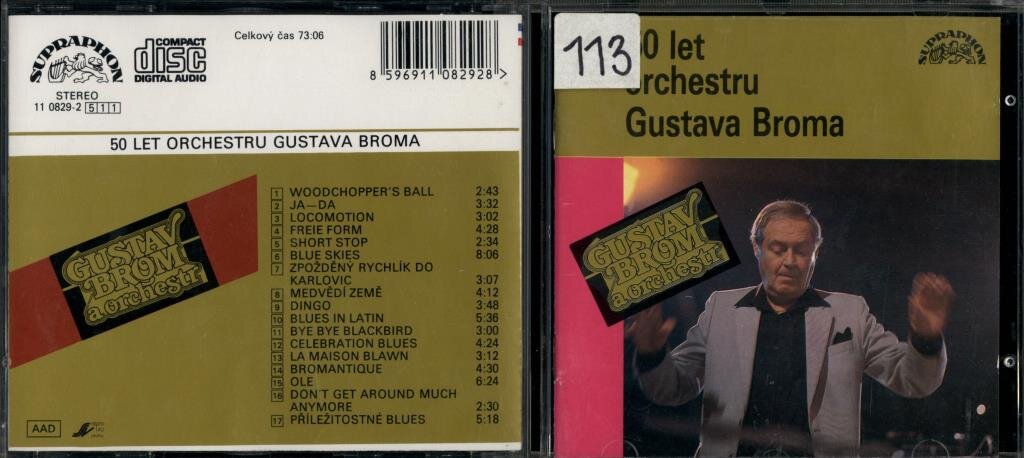 SUPRAPHON
COMPACT
disc
DIGITAL AUDIO
Celkový čas 73:06
8 596911 082928 >
STEREO
11 0829-2 511
50 LET ORCHESTRU GUSTAVA BROMA
GUSTAV
BROM
a orchestr
1 WOODCHOPPER'S BALL 2:43
2 JA—DA 3:32
3 LOCOMOTION 3:02
4 FREIE FORM 4:28
5 SHORT STOP 2:34
6 BLUE SKIES 8:06
7 ZPOŽDĚNÝ RYCHLÍK DO
KARLOVIC 3:07
8 MEDVĚDÍ ZEMĚ 4:12
9 DINGO 3:48
10 BLUES IN LATIN 5:36
11 BYE BYE BLACKBIRD 3:00
12 CELEBRATION BLUES 4:24
13 LA MAISON BLAWN 3:12
14 BROMANTIQUE 4:30
15 OLE 6:24
16 DON'T GET AROUND MUCH
ANYMORE 2:30
17 PŘÍLEŽITOSTNÉ BLUES 5:18
AAD
113
0 let
orchestru
Gustava Broma
SUPRAPHON
GUSTAV
BROM
a orchestr